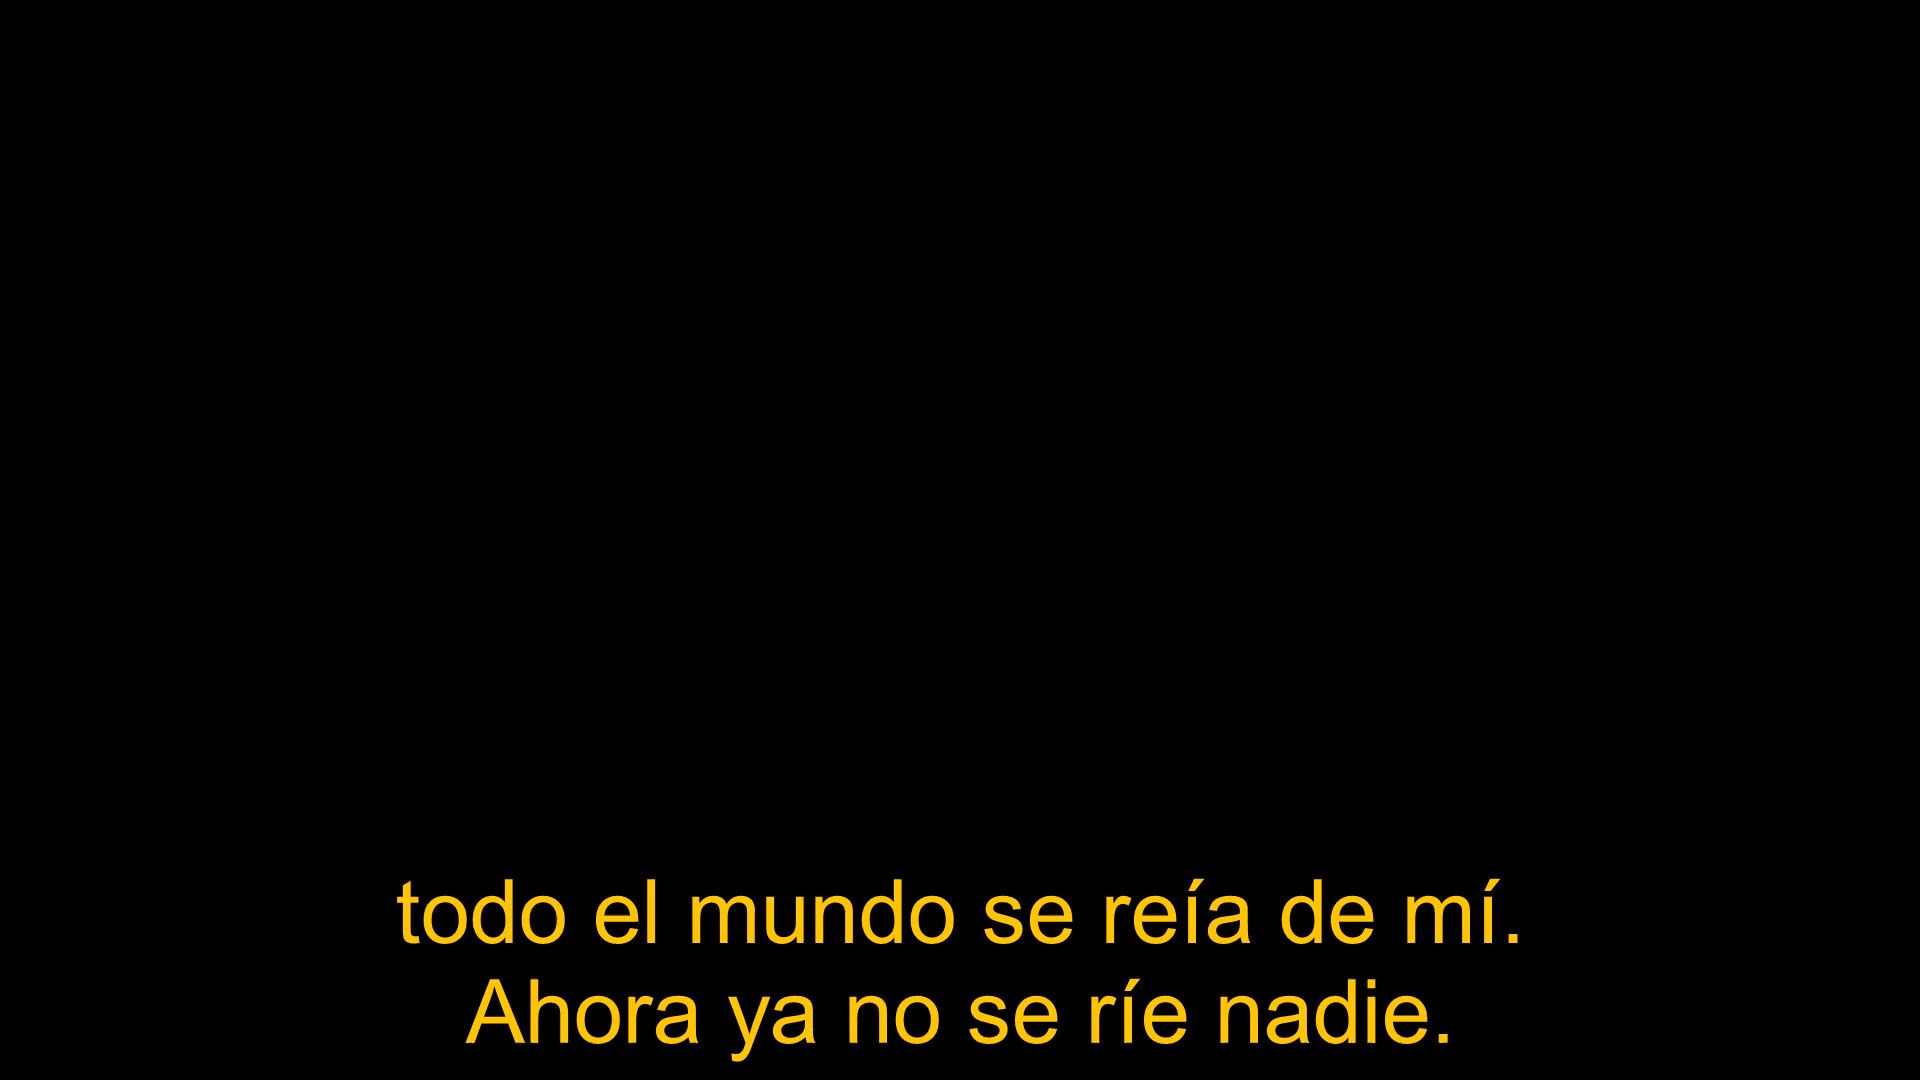 todo el mundo se reía de mí.
Ahora ya no se ríe nadie.